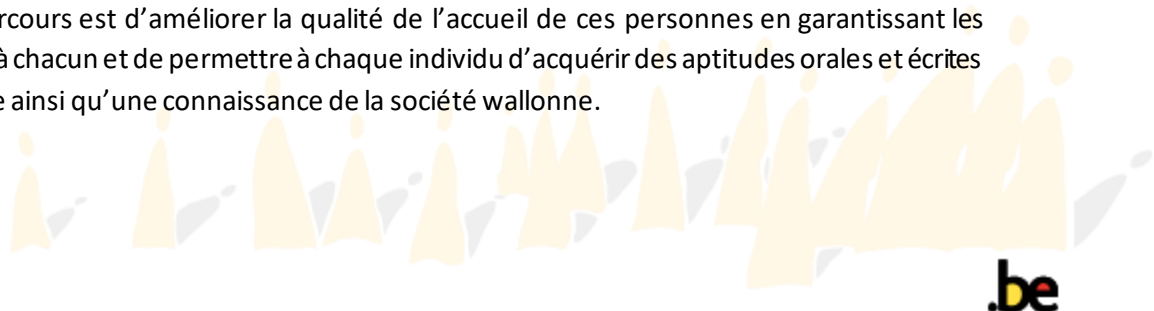 rcours est d’améliorer la qualité de l’accueil de ces personnes en garantissant les
à chacun et de permettre à chaque individu d’acquérir des aptitudes orales et écrites
e ainsi qu’une connaissance de la société wallonne.
.be